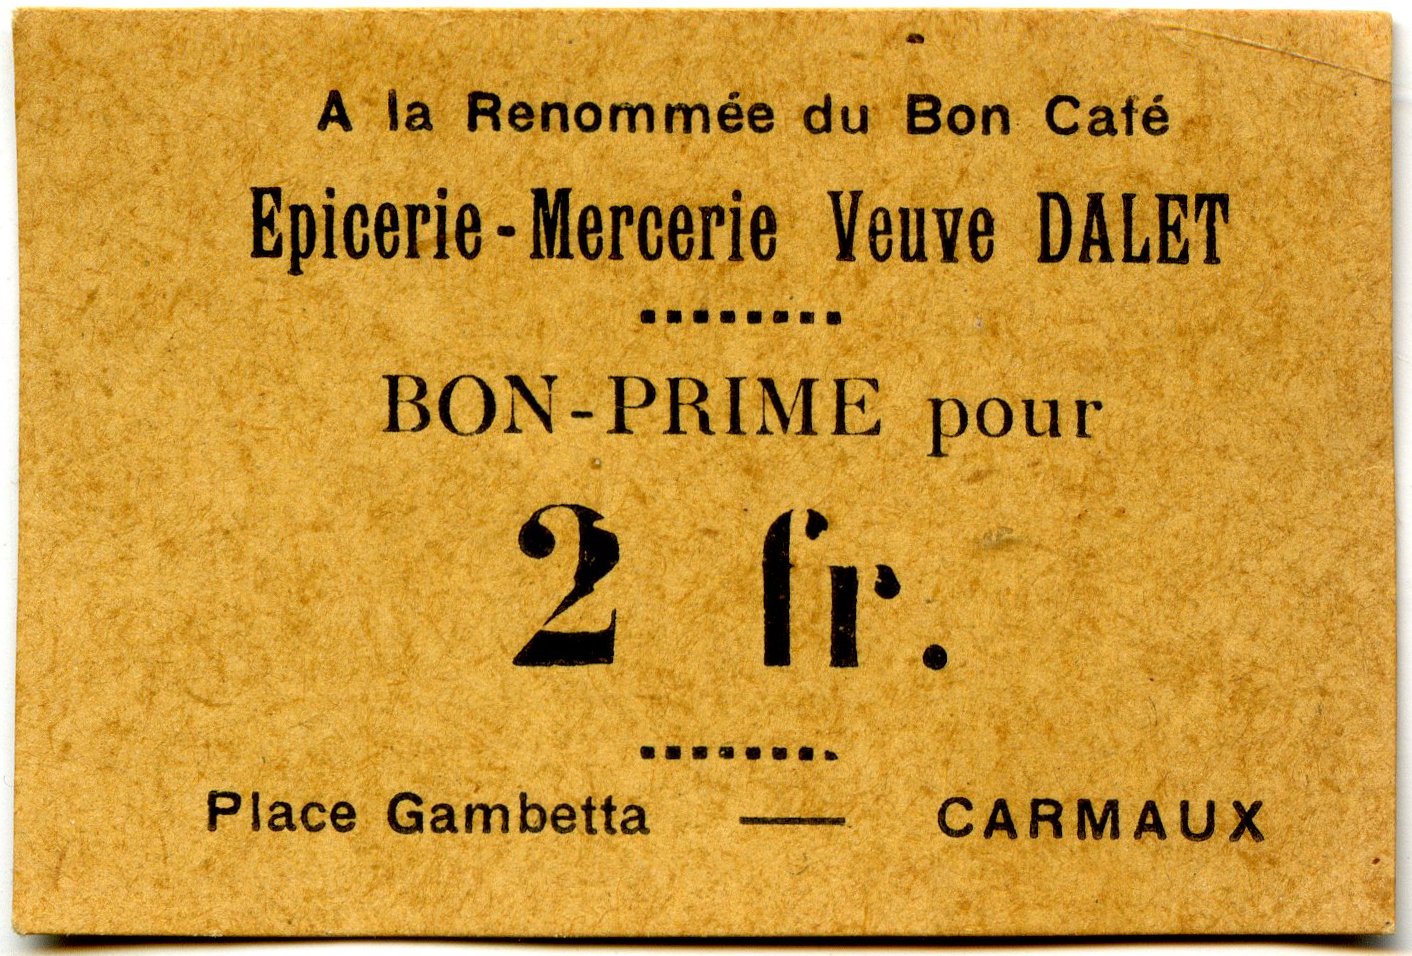 A la Renommée du Bon Café
Epicerie-Mercerie Veuve DALET
BON-PRIME pour
2 fr.
Place Gambetta — CARMAUX